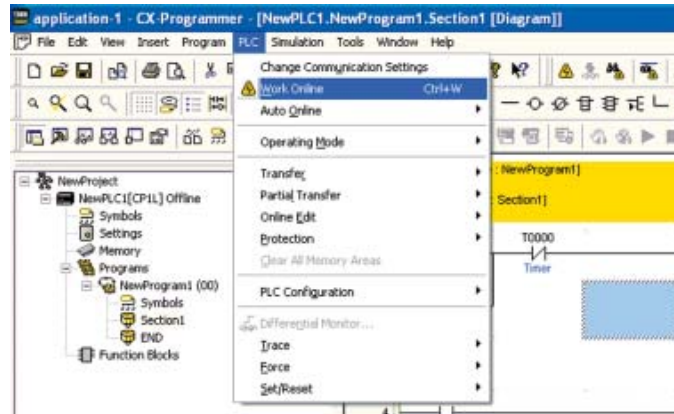 application-1 - CX-Programmer - [NewPLC1.NewProgram1.Section1 [Diagram]]
File Edit View Insert Program PLC Simulation Tools Window Help
Change Communication Settings
Work Online Ctrl+W
Auto Online
Operating Mode
Transfer
Partial Transfer
Online Edit
Protection
Clear All Memory Areas
PLC Configuration
Differential Monitor...
Trace
Force
Set/Reset
NewProject
NewPLC1[CP1L] Offline
Symbols
Settings
Memory
Programs
NewProgram1 (00)
Symbols
Section1
END
Function Blocks
: NewProgram1]
: Section1]
T0000
Timer
4